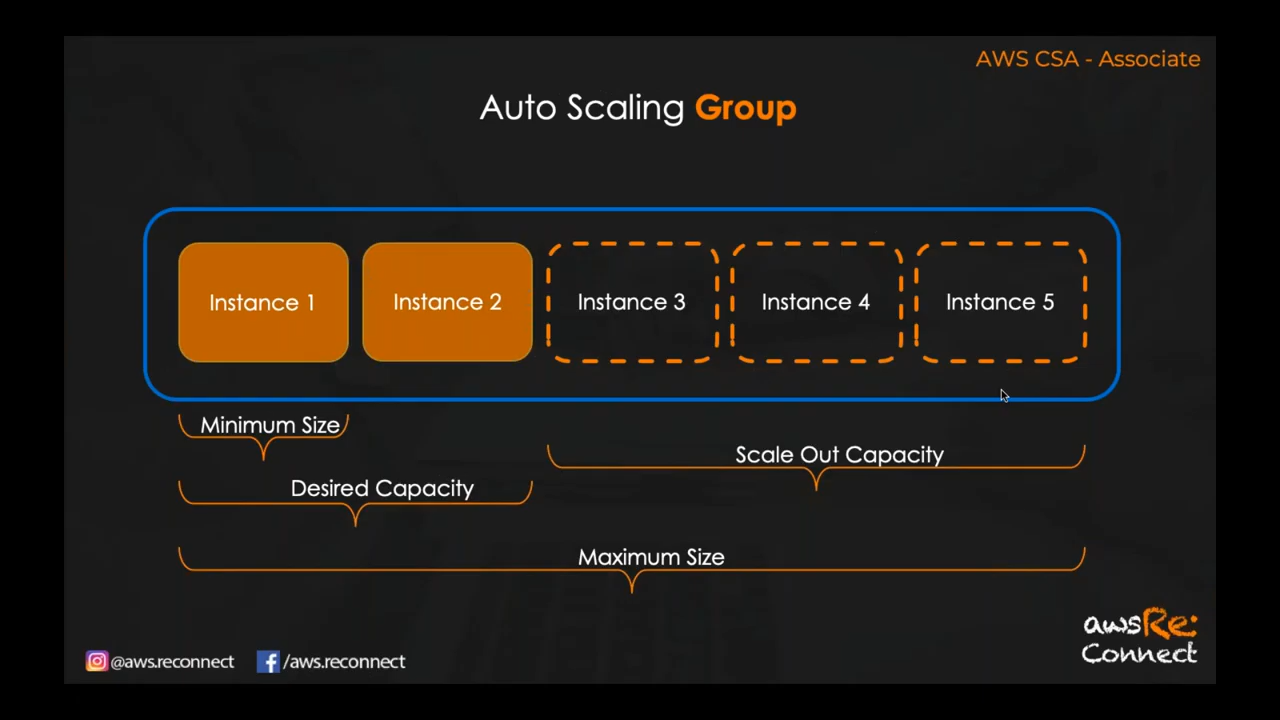 AWS CSA - Associate
Auto Scaling Group
Instance 1
Instance 2
Instance 3
Instance 4
Instance 5
Minimum Size
Scale Out Capacity
Desired Capacity
Maximum Size
awsRe:
Connect
@aws.reconnect
/aws.reconnect